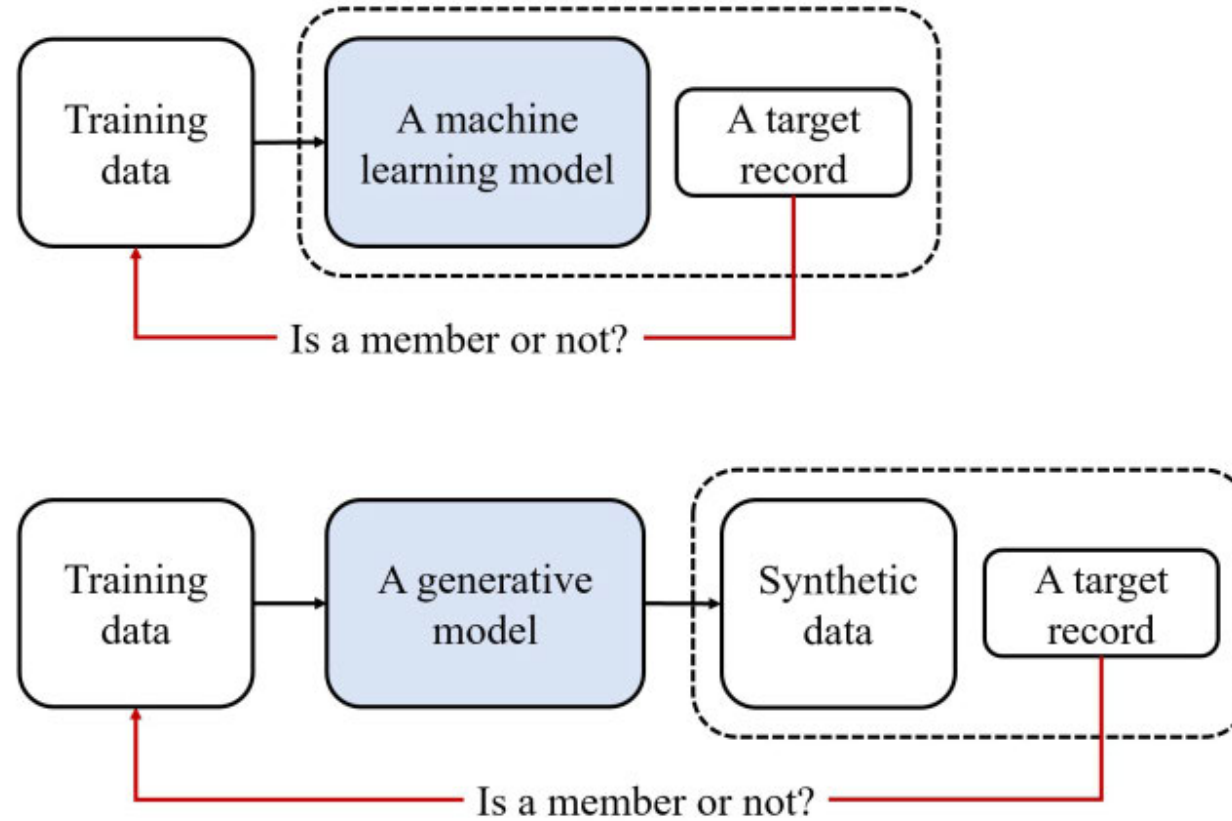 Training
data
A machine
learning model
A target
record
Is a member or not?
Training
data
A generative
model
Synthetic
data
A target
record
Is a member or not?